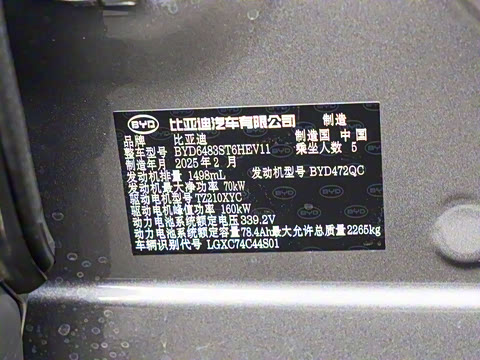 BYD 比亚迪汽车有限公司 制造
品牌 比亚迪 制造国 中国
整车型号 BYD6483ST6HEV11 乘坐人数 5
制造年月 2025年2月
发动机排量 1498mL 发动机型号 BYD472QC
发动机最大净功率 70kW
驱动电机型号 TZ210XYC
驱动电机峰值功率 160kW
动力电池系统额定电压 339.2V
动力电池系统额定容量 78.4Ah 最大允许总质量 2265kg
车辆识别代号 LGXC74C44S01